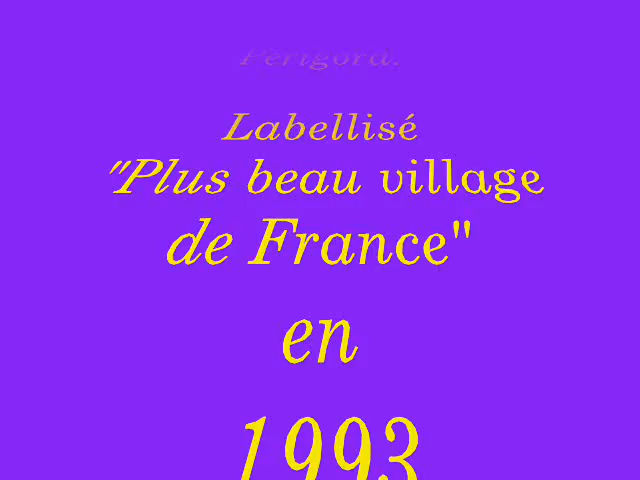 Périgord.
Labellisé
"Plus beau village
de France"
en
1993